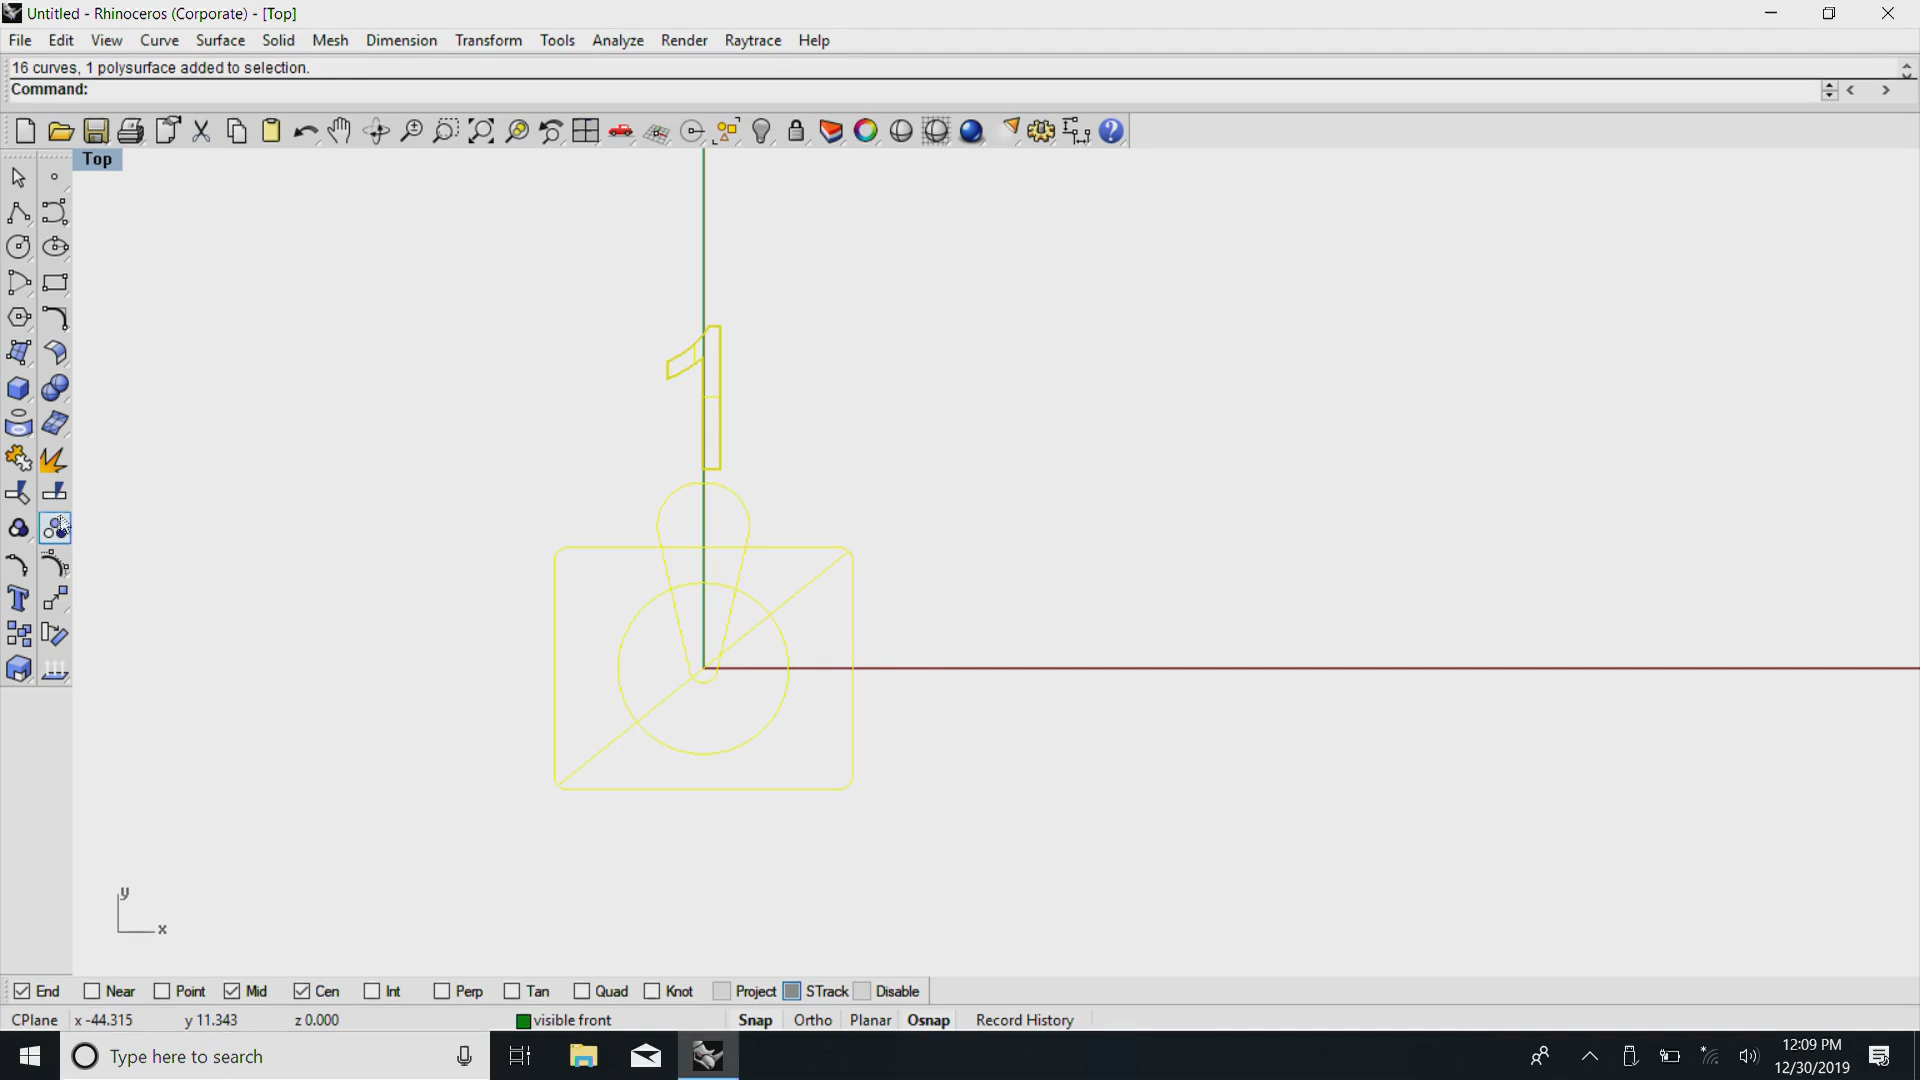 Untitled - Rhinoceros (Corporate) - [Top]
File Edit View Curve Surface Solid Mesh Dimension Transform Tools Analyze Render Raytrace Help
16 curves, 1 polysurface added to selection.
Command:
Top
1
y
x
End Near Point Mid Cen Int Perp Tan Quad Knot Project STrack Disable
CPlane x -44.315 y 11.343 z 0.000 visible front Snap Ortho Planar Osnap Record History
Type here to search
12:09 PM
12/30/2019